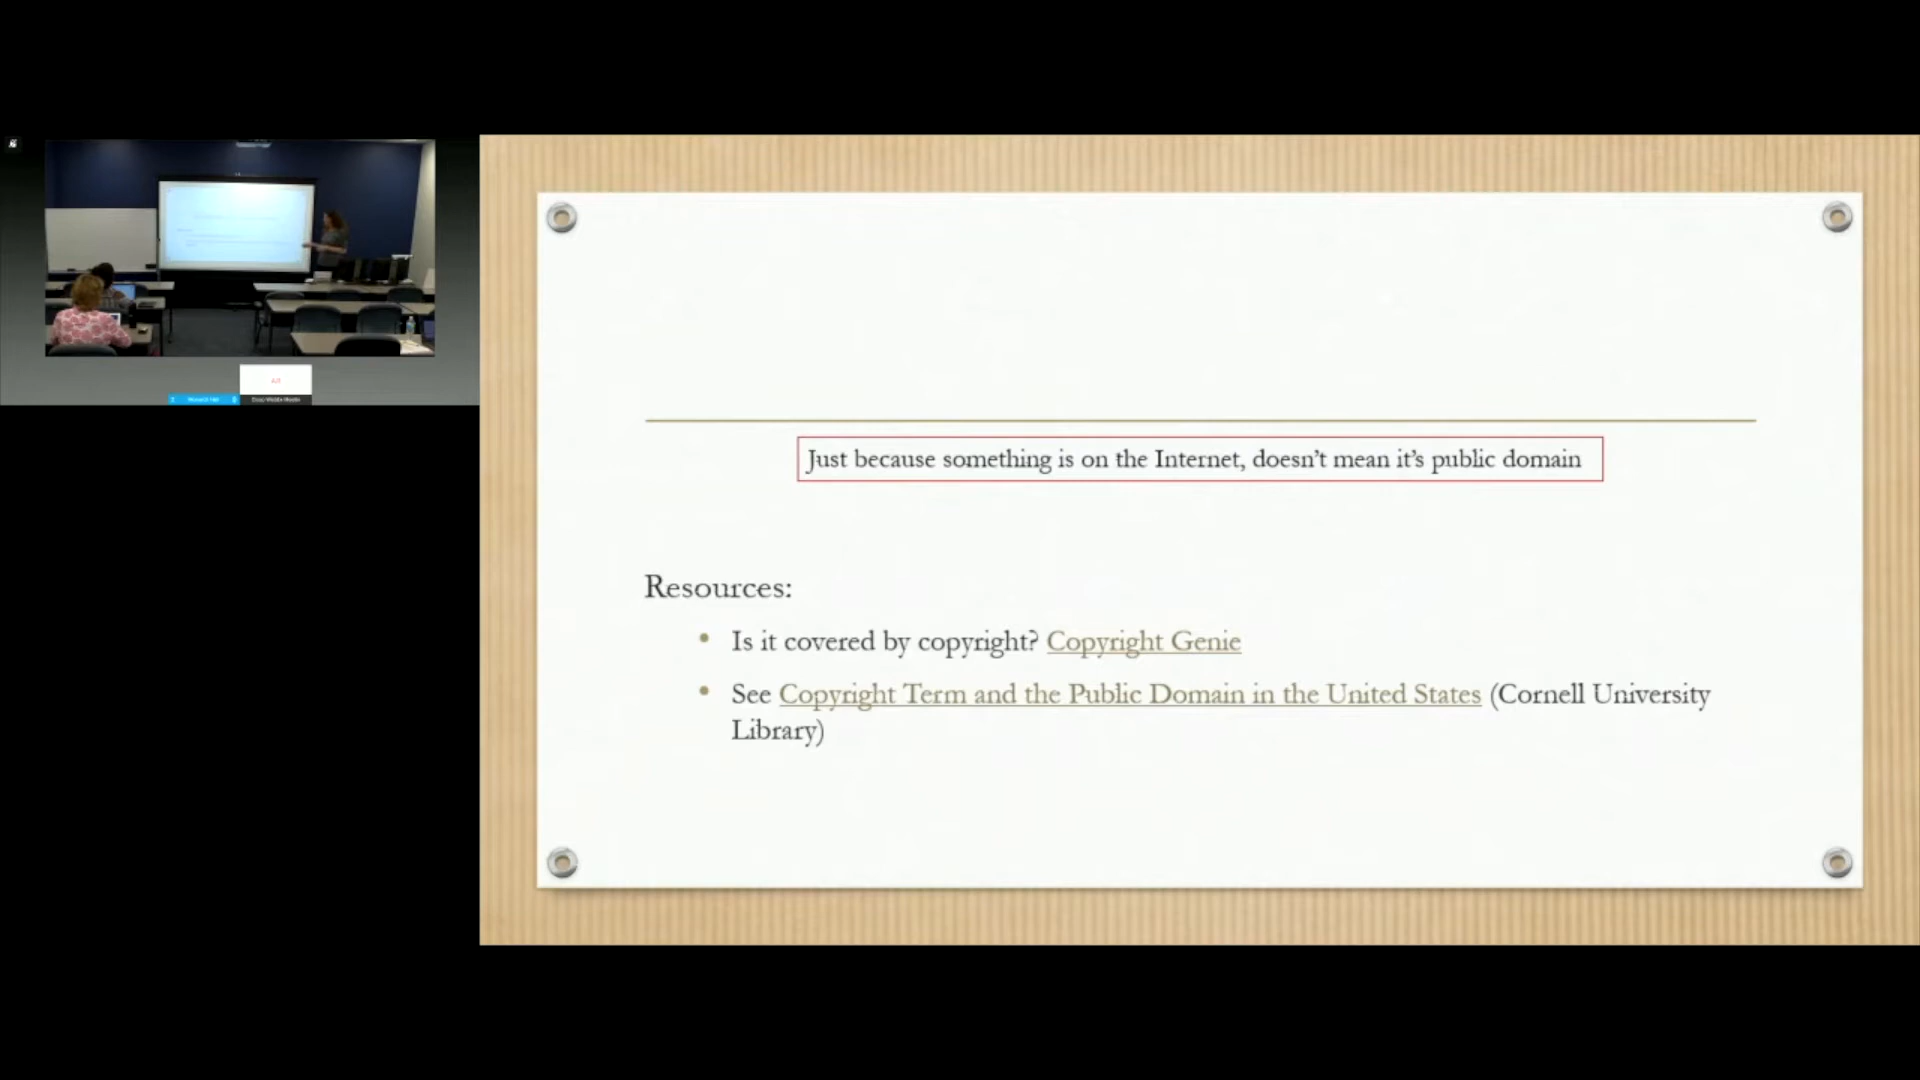 Just because something is on the Internet, doesn't mean it's public domain
Resources:
• Is it covered by copyright? Copyright Genie
• See Copyright Term and the Public Domain in the United States (Cornell University
Library)